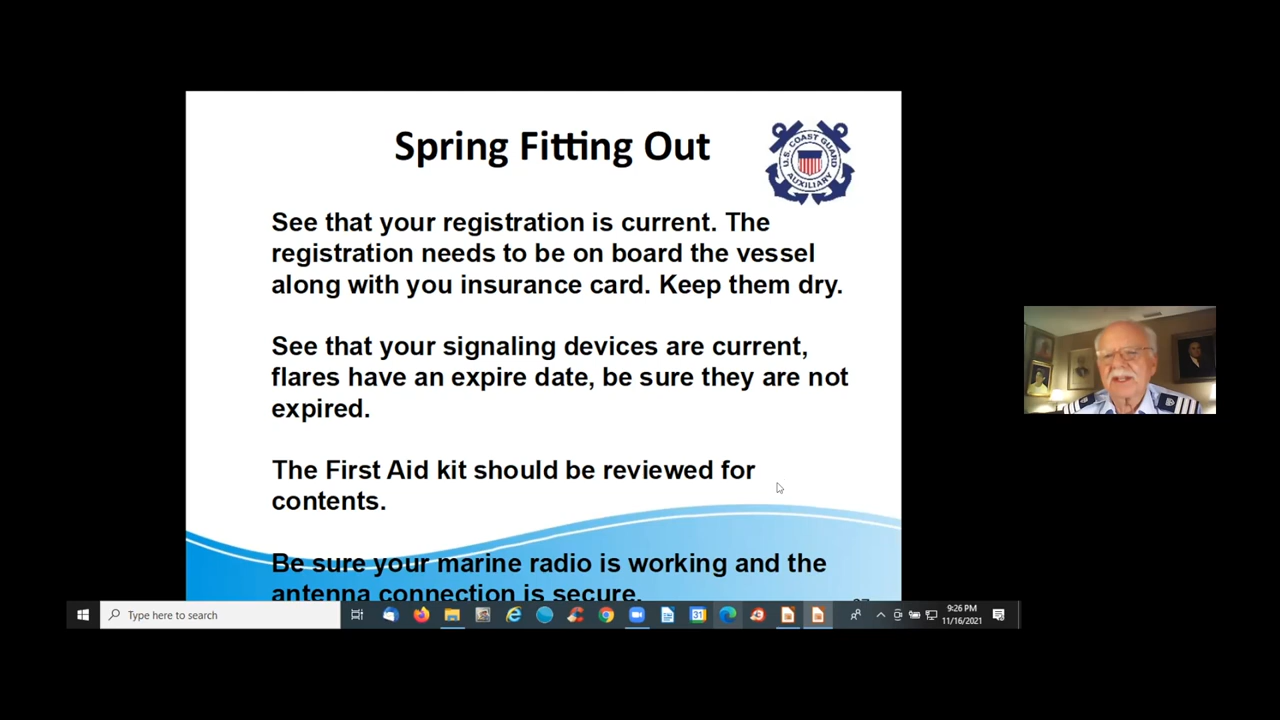 Spring Fitting Out
U.S. COAST GUARD
AUXILIARY
See that your registration is current. The
registration needs to be on board the vessel
along with you insurance card. Keep them dry.
See that your signaling devices are current,
flares have an expire date, be sure they are not
expired.
The First Aid kit should be reviewed for
contents.
Be sure your marine radio is working and the
antenna connection is secure.
Type here to search
31
9:26 PM
11/16/2021